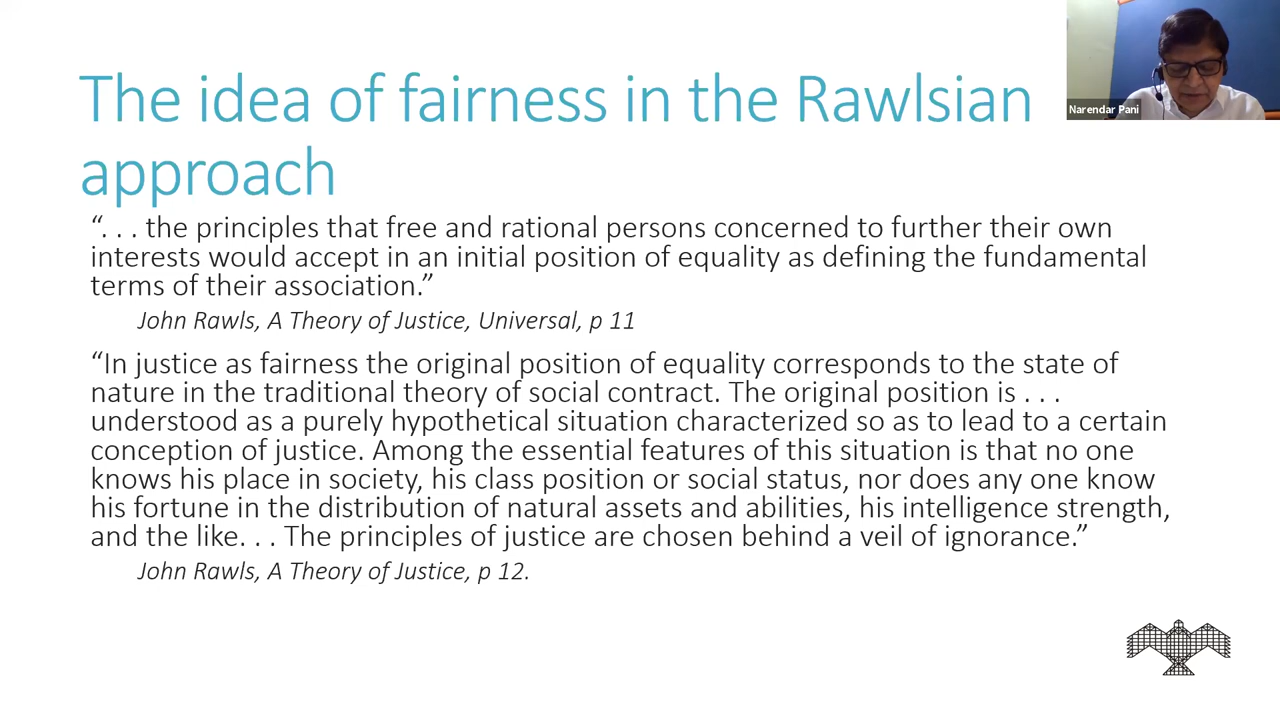 The idea of fairness in the Rawlsian
approach
Narendar Pani
“. . . the principles that free and rational persons concerned to further their own
interests would accept in an initial position of equality as defining the fundamental
terms of their association.”
John Rawls, A Theory of Justice, Universal, p 11
“In justice as fairness the original position of equality corresponds to the state of
nature in the traditional theory of social contract. The original position is . . .
understood as a purely hypothetical situation characterized so as to lead to a certain
conception of justice. Among the essential features of this situation is that no one
knows his place in society, his class position or social status, nor does any one know
his fortune in the distribution of natural assets and abilities, his intelligence strength,
and the like. . . The principles of justice are chosen behind a veil of ignorance.”
John Rawls, A Theory of Justice, p 12.